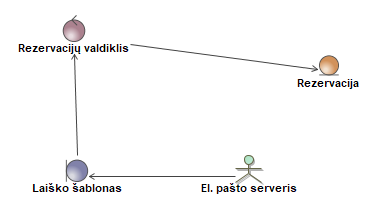 Rezervacijų valdiklis
Rezervacija
Laiško šablonas
El. pašto serveris